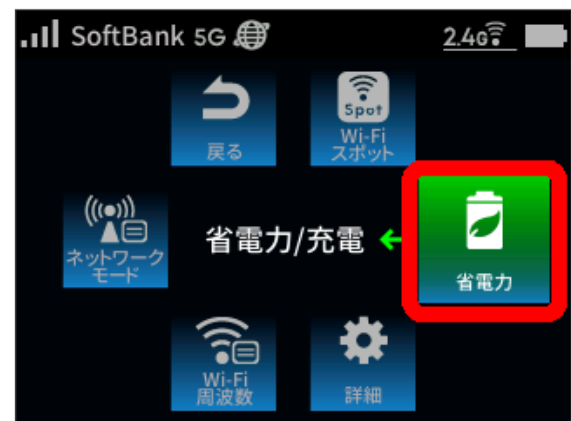 SoftBank 5G
2.4G
戻る
Spot
Wi-Fi
スポット
ネットワーク
モード
省電力/充電
省電力
Wi-Fi
周波数
詳細